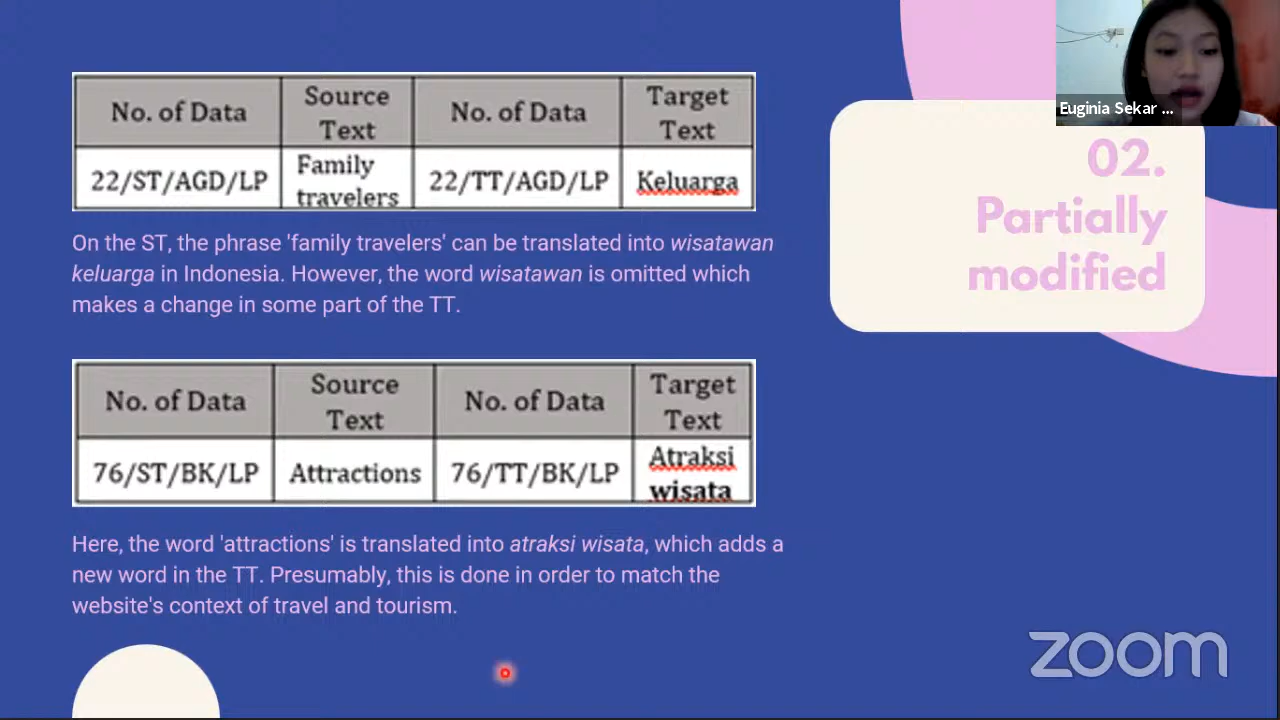 No. of Data
Source
Text
No. of Data
Target
Text
22/ST/AGD/LP
Family
travelers
22/TT/AGD/LP
Keluarga
On the ST, the phrase 'family travelers' can be translated into wisatawan
keluarga in Indonesia. However, the word wisatawan is omitted which
makes a change in some part of the TT.
No. of Data
Source
Text
No. of Data
Target
Text
76/ST/BK/LP
Attractions
76/TT/BK/LP
Atraksi
wisata
Here, the word 'attractions' is translated into atraksi wisata, which adds a
new word in the TT. Presumably, this is done in order to match the
website's context of travel and tourism.
Euginia Sekar ...
02.
Partially
modified
zoom